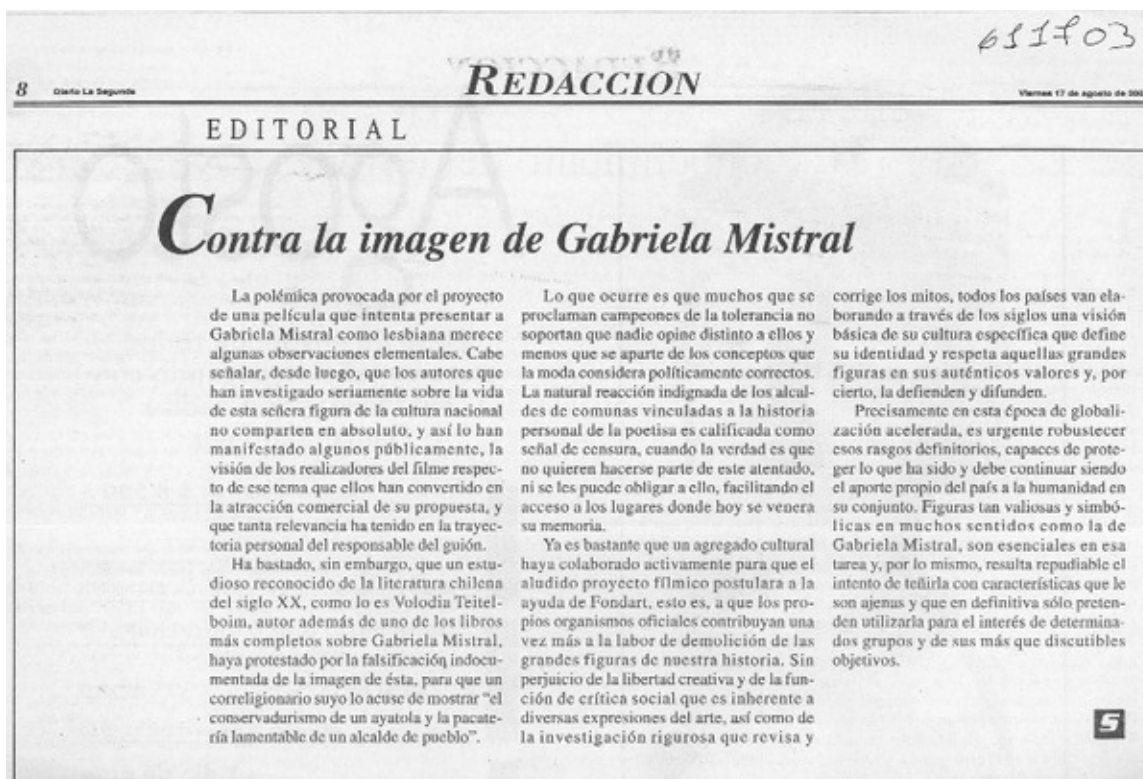 611703
8
Diario La Segunda
REDACCION
Viernes 17 de agosto de
EDITORIAL
Contra la imagen de Gabriela Mistral
La polémica provocada por el proyecto
de una película que intenta presentar a
Gabriela Mistral como lesbiana merece
algunas observaciones elementales. Cabe
señalar, desde luego, que los autores que
han investigado seriamente sobre la vida
de esta señera figura de la cultura nacional
no comparten en absoluto, y así lo han
manifestado algunos públicamente, la
visión de los realizadores del filme respec-
to de ese tema que ellos han convertido en
la atracción comercial de su propuesta, y
que tanta relevancia ha tenido en la trayec-
toria personal del responsable del guión.
Ha bastado, sin embargo, que un estu-
dioso reconocido de la literatura chilena
del siglo XX, como lo es Volodia Teitel-
boim, autor además de uno de los libros
más completos sobre Gabriela Mistral,
haya protestado por la falsificación indocu-
mentada de la imagen de ésta, para que un
correligionario suyo lo acuse de mostrar "el
conservadurismo de un ayatola y la pacate-
ría lamentable de un alcalde de pueblo".
Lo que ocurre es que muchos que se
proclaman campeones de la tolerancia no
soportan que nadie opine distinto a ellos y
menos que se aparte de los conceptos que
la moda considera políticamente correctos.
La natural reacción indignada de los alcal-
des de comunas vinculadas a la historia
personal de la poetisa es calificada como
señal de censura, cuando la verdad es que
no quieren hacerse parte de este atentado,
ni se les puede obligar a ello, facilitando el
acceso a los lugares donde hoy se venera
su memoria.
Ya es bastante que un agregado cultural
haya colaborado activamente para que el
aludido proyecto fílmico postulara a la
ayuda de Fondart, esto es, a que los pro-
pios organismos oficiales contribuyan una
vez más a la labor de demolición de las
grandes figuras de nuestra historia. Sin
perjuicio de la libertad creativa y de la fun-
ción de crítica social que es inherente a
diversas expresiones del arte, así como de
la investigación rigurosa que revisa y
corrige los mitos, todos los países van ela-
borando a través de los siglos una visión
básica de su cultura específica que define
su identidad y respeta aquellas grandes
figuras en sus auténticos valores y, por
cierto, la defienden y difunden.
Precisamente en esta época de globali-
zación acelerada, es urgente robustecer
esos rasgos definitorios, capaces de prote-
ger lo que ha sido y debe continuar siendo
el aporte propio del país a la humanidad en
su conjunto. Figuras tan valiosas y simbó-
licas en muchos sentidos como la de
Gabriela Mistral, son esenciales en esa
tarea y, por lo mismo, resulta repudiable el
intento de teñirla con características que le
son ajenas y que en definitiva sólo preten-
den utilizarla para el interés de determina-
dos grupos y de sus más que discutibles
objetivos.
S